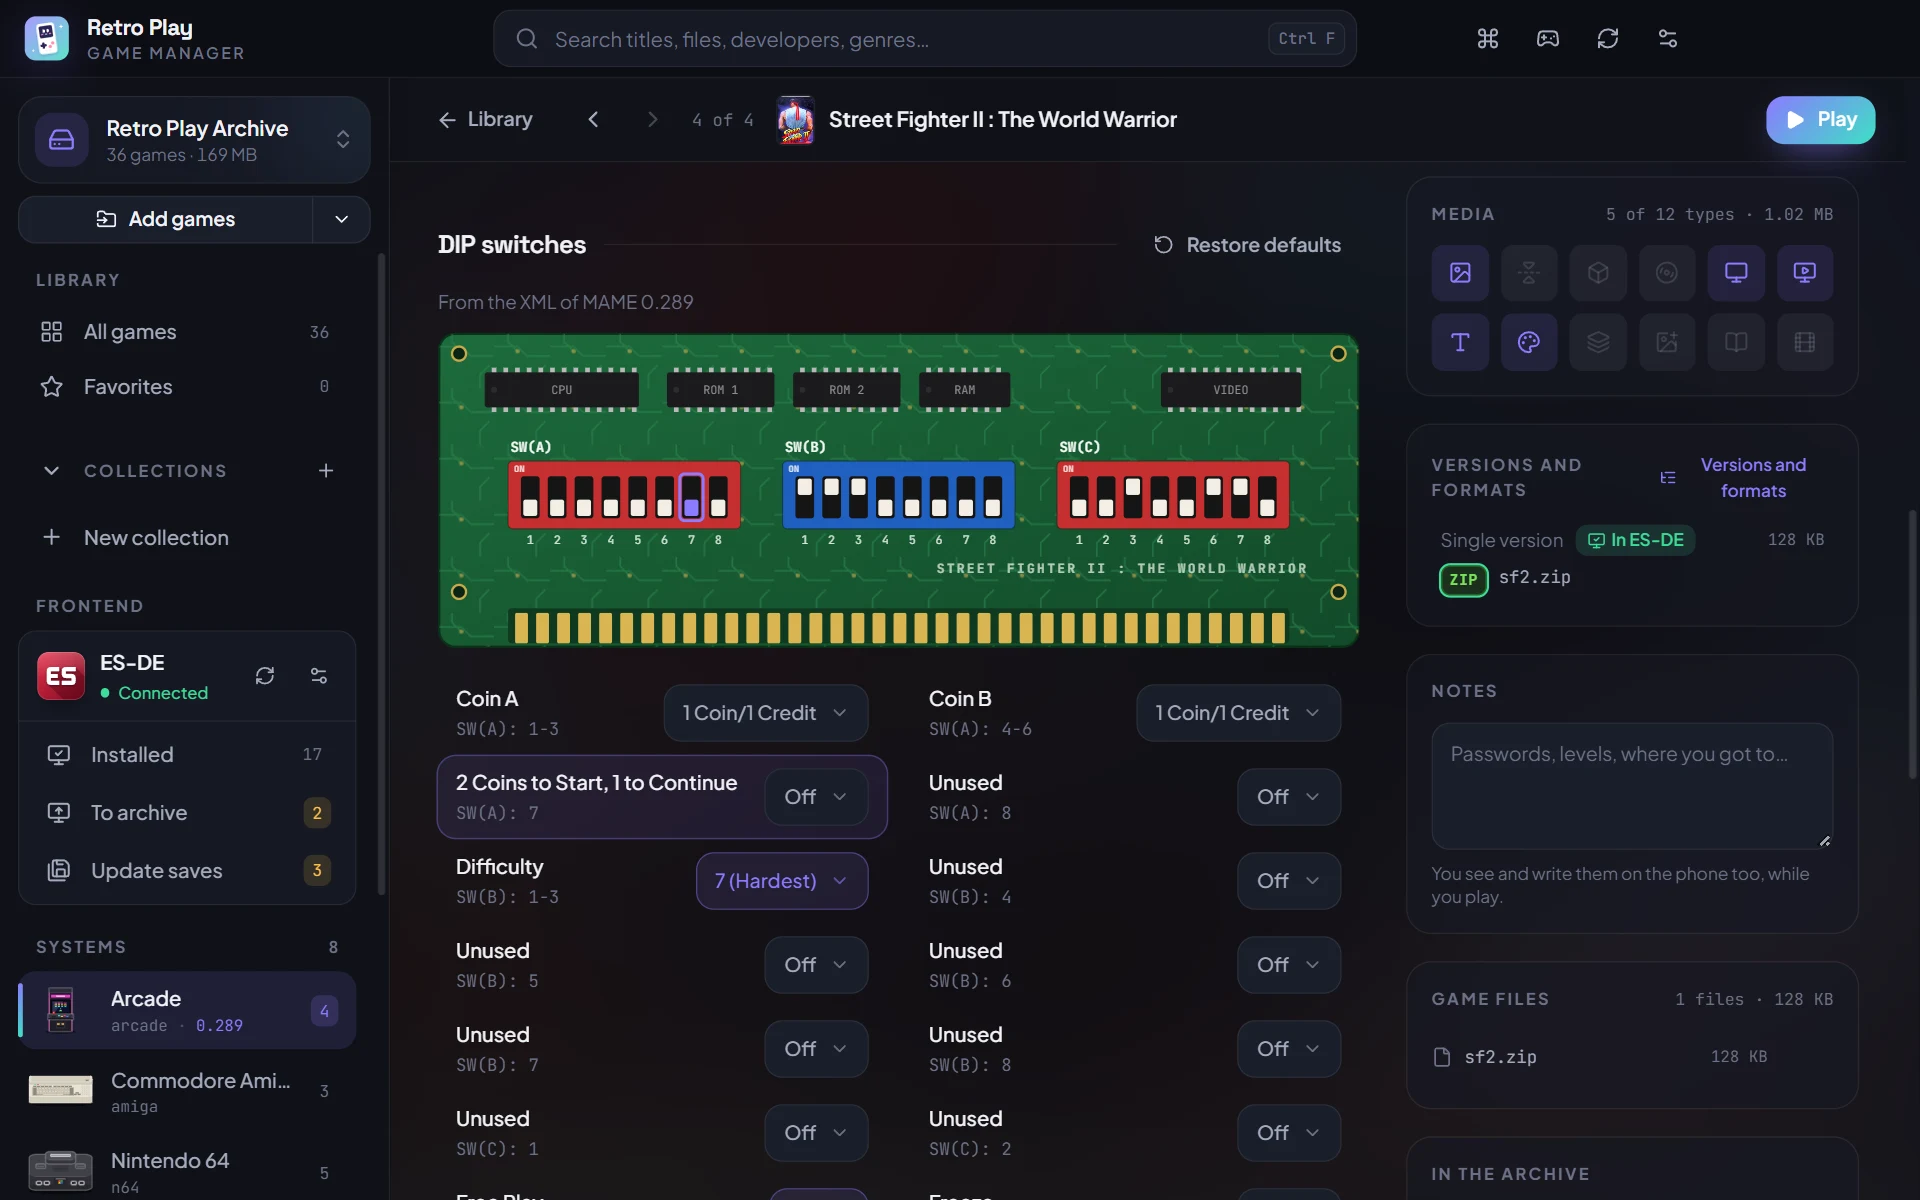 Retro Play
GAME MANAGER
Search titles, files, developers, genres...
Ctrl F
Retro Play Archive
36 games · 169 MB
Add games
LIBRARY
All games 36
Favorites 0
COLLECTIONS
New collection
FRONTEND
ES
ES-DE
Connected
Installed 17
To archive 2
Update saves 3
SYSTEMS 8
Arcade
arcade · 0.289
4
Commodore Ami...
amiga
3
Nintendo 64
n64
5
Library
4 of 4
Street Fighter II : The World Warrior
Play
DIP switches
Restore defaults
From the XML of MAME 0.289
CPU ROM 1 ROM 2 RAM VIDEO
SW(A) SW(B) SW(C)
ON ON ON
1 2 3 4 5 6 7 8 1 2 3 4 5 6 7 8 1 2 3 4 5 6 7 8
STREET FIGHTER II : THE WORLD WARRIOR
Coin A
SW(A): 1-3
1 Coin/1 Credit
Coin B
SW(A): 4-6
1 Coin/1 Credit
2 Coins to Start, 1 to Continue
SW(A): 7
Off
Unused
SW(A): 8
Off
Difficulty
SW(B): 1-3
7 (Hardest)
Unused
SW(B): 4
Off
Unused
SW(B): 5
Off
Unused
SW(B): 6
Off
Unused
SW(B): 7
Off
Unused
SW(B): 8
Off
Unused
SW(C): 1
Off
Unused
SW(C): 2
Off
Free Play
Freeze
MEDIA
5 of 12 types · 1.02 MB
VERSIONS AND
FORMATS
Versions and
formats
Single version
In ES-DE
128 KB
ZIP sf2.zip
NOTES
Passwords, levels, where you got to...
You see and write them on the phone too, while
you play.
GAME FILES
1 files · 128 KB
sf2.zip
128 KB
IN THE ARCHIVE